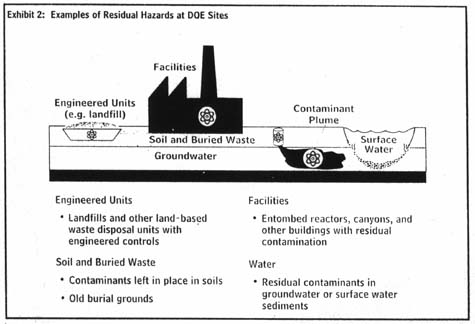 Exhibit 2: Examples of Residual Hazards at DOE Sites
Facilities
Engineered Units
(e.g. landfill)
Contaminant
Plume
Soil and Buried Waste
Surface
Water
Groundwater
Engineered Units
• Landfills and other land-based
waste disposal units with
engineered controls
Soil and Buried Waste
• Contaminants left in place in soils
• Old burial grounds
Facilities
• Entombed reactors, canyons, and
other buildings with residual
contamination
Water
• Residual contaminants in
groundwater or surface water
sediments